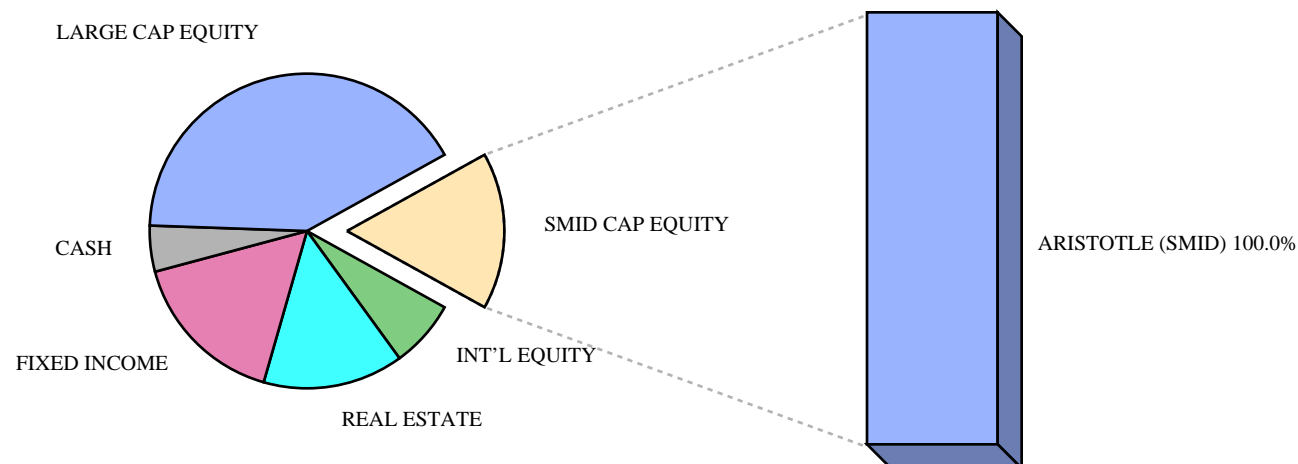 LARGE CAP EQUITY
SMID CAP EQUITY
ARISTOTLE (SMID) 100.0%
CASH
INT’L EQUITY
FIXED INCOME
REAL ESTATE